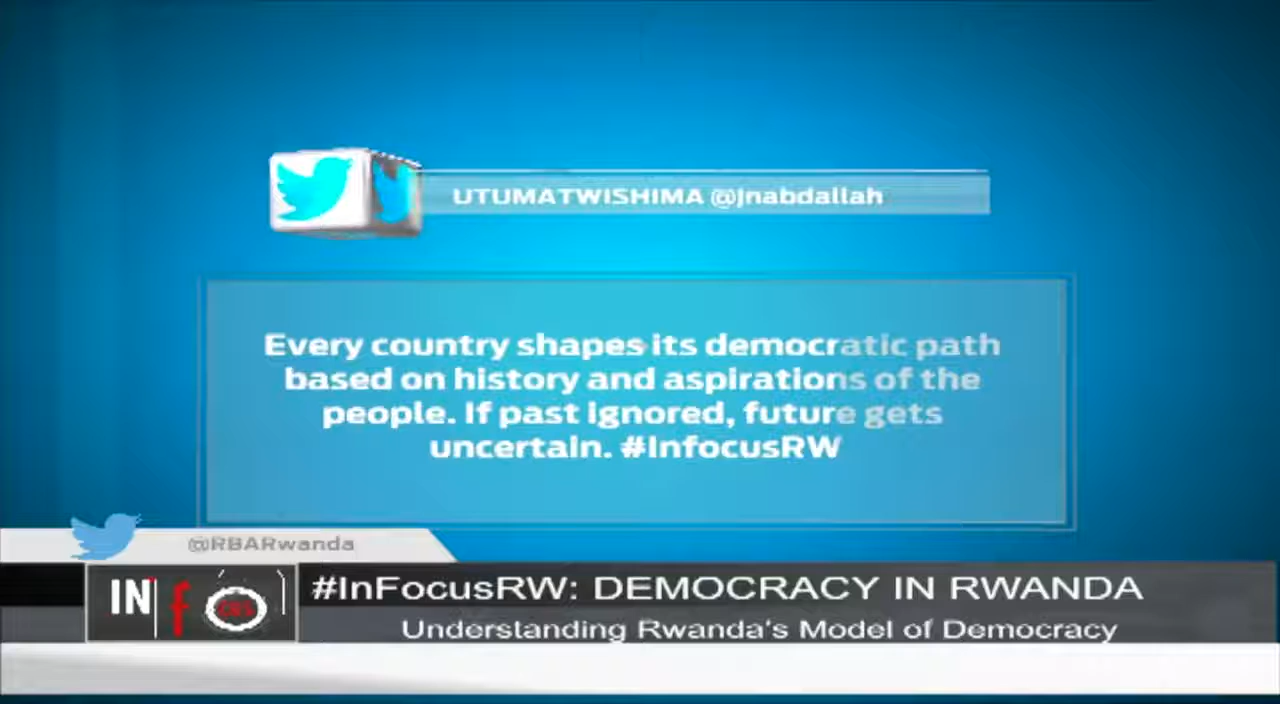 UTUMATWISHIMA @jnabdallah
Every country shapes its democratic path
based on history and aspirations of the
people. If past ignored, future gets
uncertain. #InfocusRW
@RBARwanda
IN f CUS
#InFocusRW: DEMOCRACY IN RWANDA
Understanding Rwanda's Model of Democracy